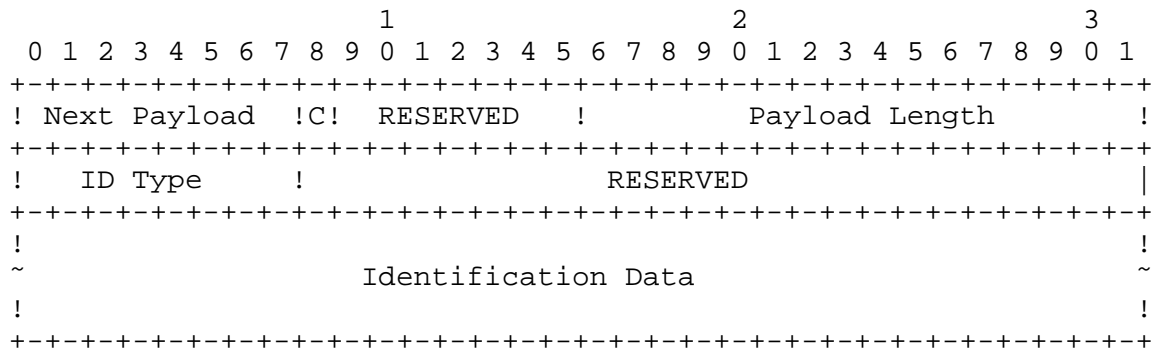 1                   2                   3
 0 1 2 3 4 5 6 7 8 9 0 1 2 3 4 5 6 7 8 9 0 1 2 3 4 5 6 7 8 9 0 1
+-+-+-+-+-+-+-+-+-+-+-+-+-+-+-+-+-+-+-+-+-+-+-+-+-+-+-+-+-+-+-+-+
! Next Payload  !C!  RESERVED   !         Payload Length        !
+-+-+-+-+-+-+-+-+-+-+-+-+-+-+-+-+-+-+-+-+-+-+-+-+-+-+-+-+-+-+-+-+
!   ID Type     !                 RESERVED                      |
+-+-+-+-+-+-+-+-+-+-+-+-+-+-+-+-+-+-+-+-+-+-+-+-+-+-+-+-+-+-+-+-+
!                                                               !
~                   Identification Data                         ~
!                                                               !
+-+-+-+-+-+-+-+-+-+-+-+-+-+-+-+-+-+-+-+-+-+-+-+-+-+-+-+-+-+-+-+-+